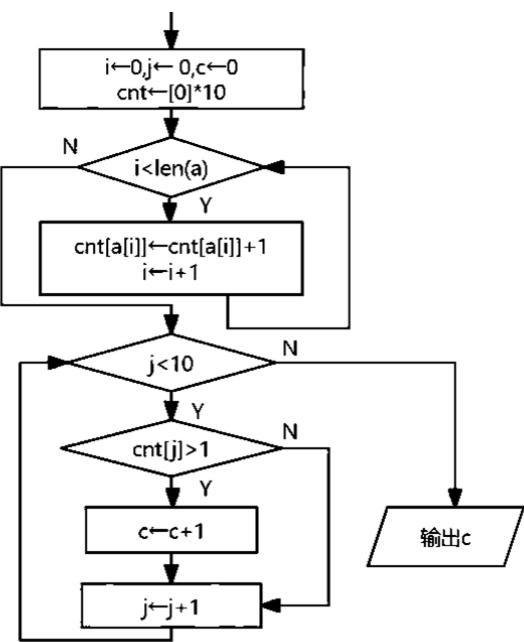 i←0,j← 0,c←0
cnt←[0]*10
N
i<len(a)
Y
cnt[a[i]]←cnt[a[i]]+1
i←i+1
j<10
N
Y
cnt[j]>1
N
Y
c←c+1
输出c
j←j+1